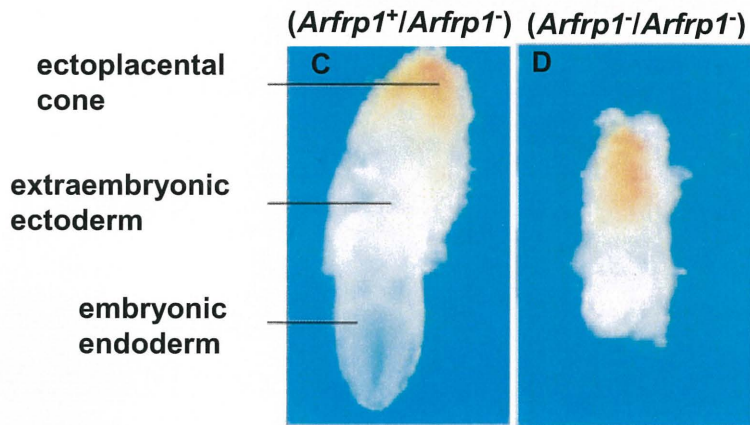 (Arfrp1⁺/Arfrp1⁻) (Arfrp1⁻/Arfrp1⁻)
C D
ectoplacental
cone
extraembryonic
ectoderm
embryonic
endoderm